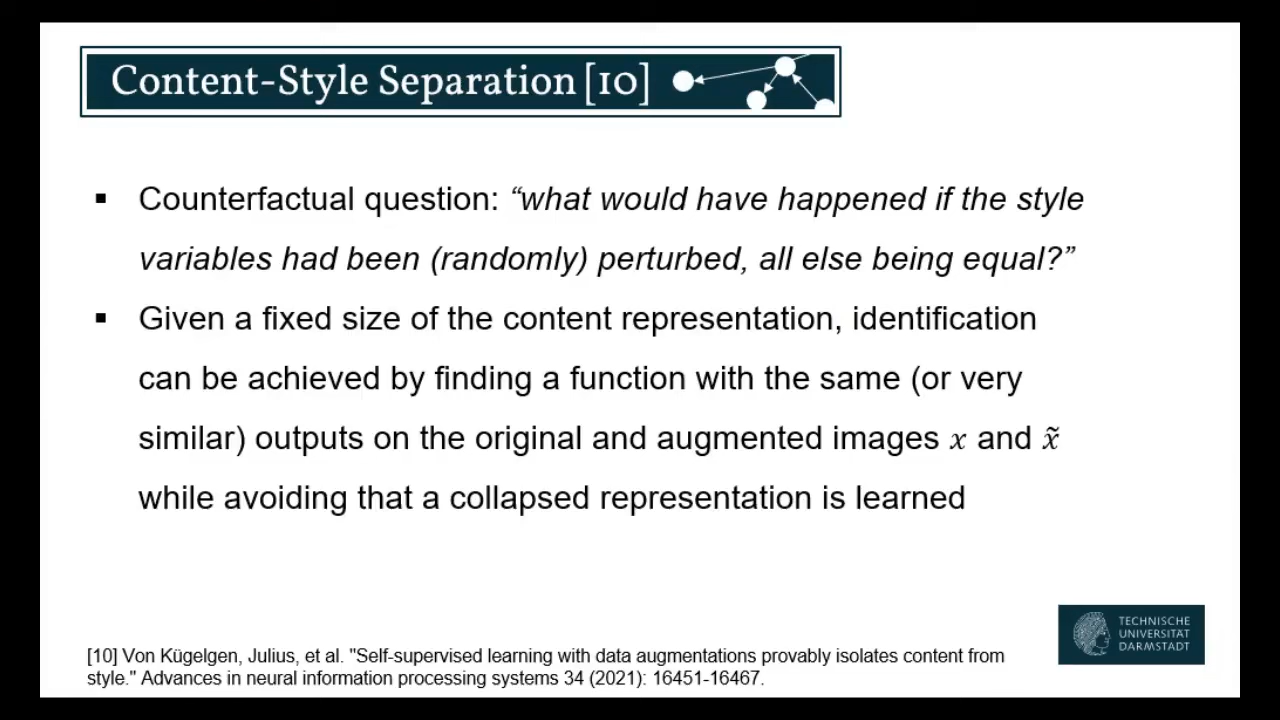 Content-Style Separation [10]
▪ Counterfactual question: “what would have happened if the style
variables had been (randomly) perturbed, all else being equal?”
▪ Given a fixed size of the content representation, identification
can be achieved by finding a function with the same (or very
similar) outputs on the original and augmented images x and x̃
while avoiding that a collapsed representation is learned
TECHNISCHE
UNIVERSITÄT
DARMSTADT
[10] Von Kügelgen, Julius, et al. "Self-supervised learning with data augmentations provably isolates content from
style." Advances in neural information processing systems 34 (2021): 16451-16467.